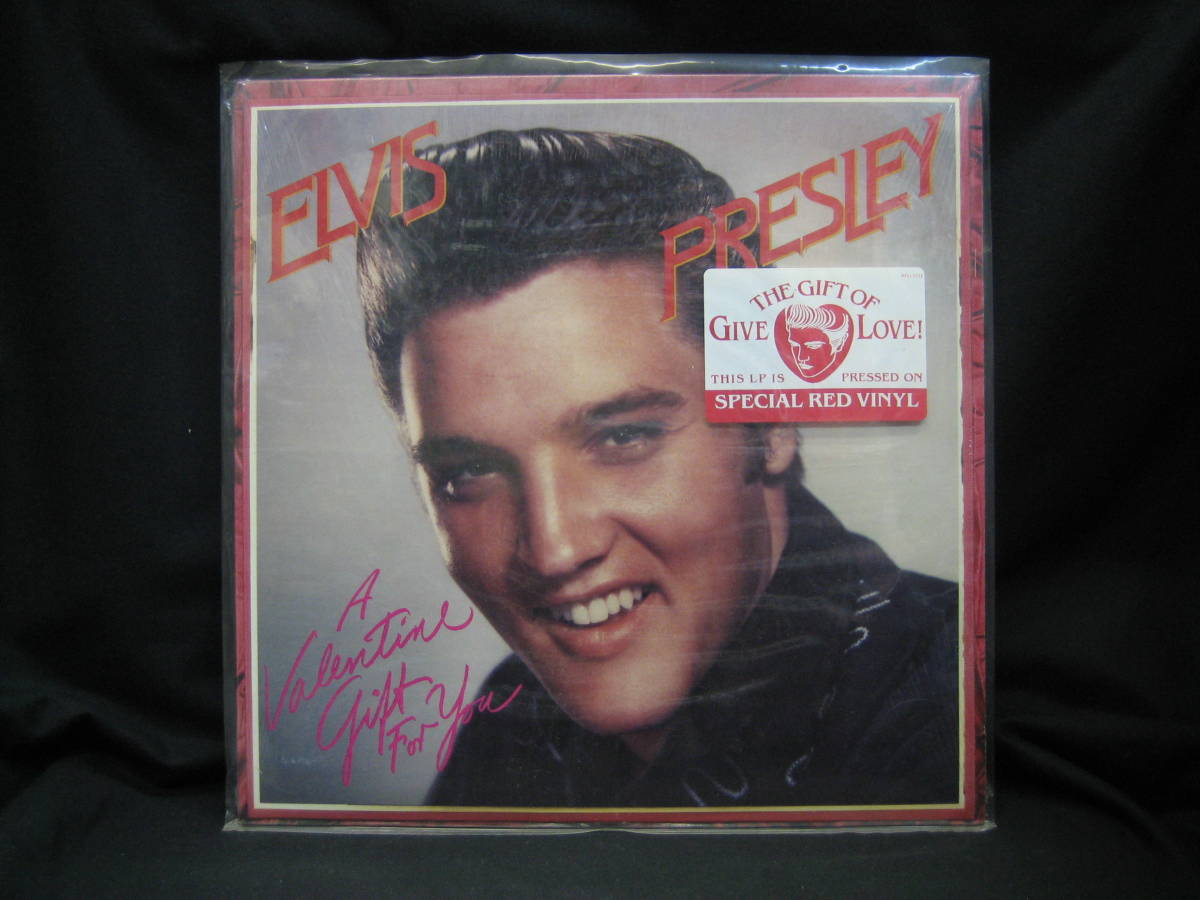 ELVIS PRESLEY
THE GIFT OF
GIVE LOVE!
THIS LP IS PRESSED ON
SPECIAL RED VINYL
A
Valentine
Gift
For You